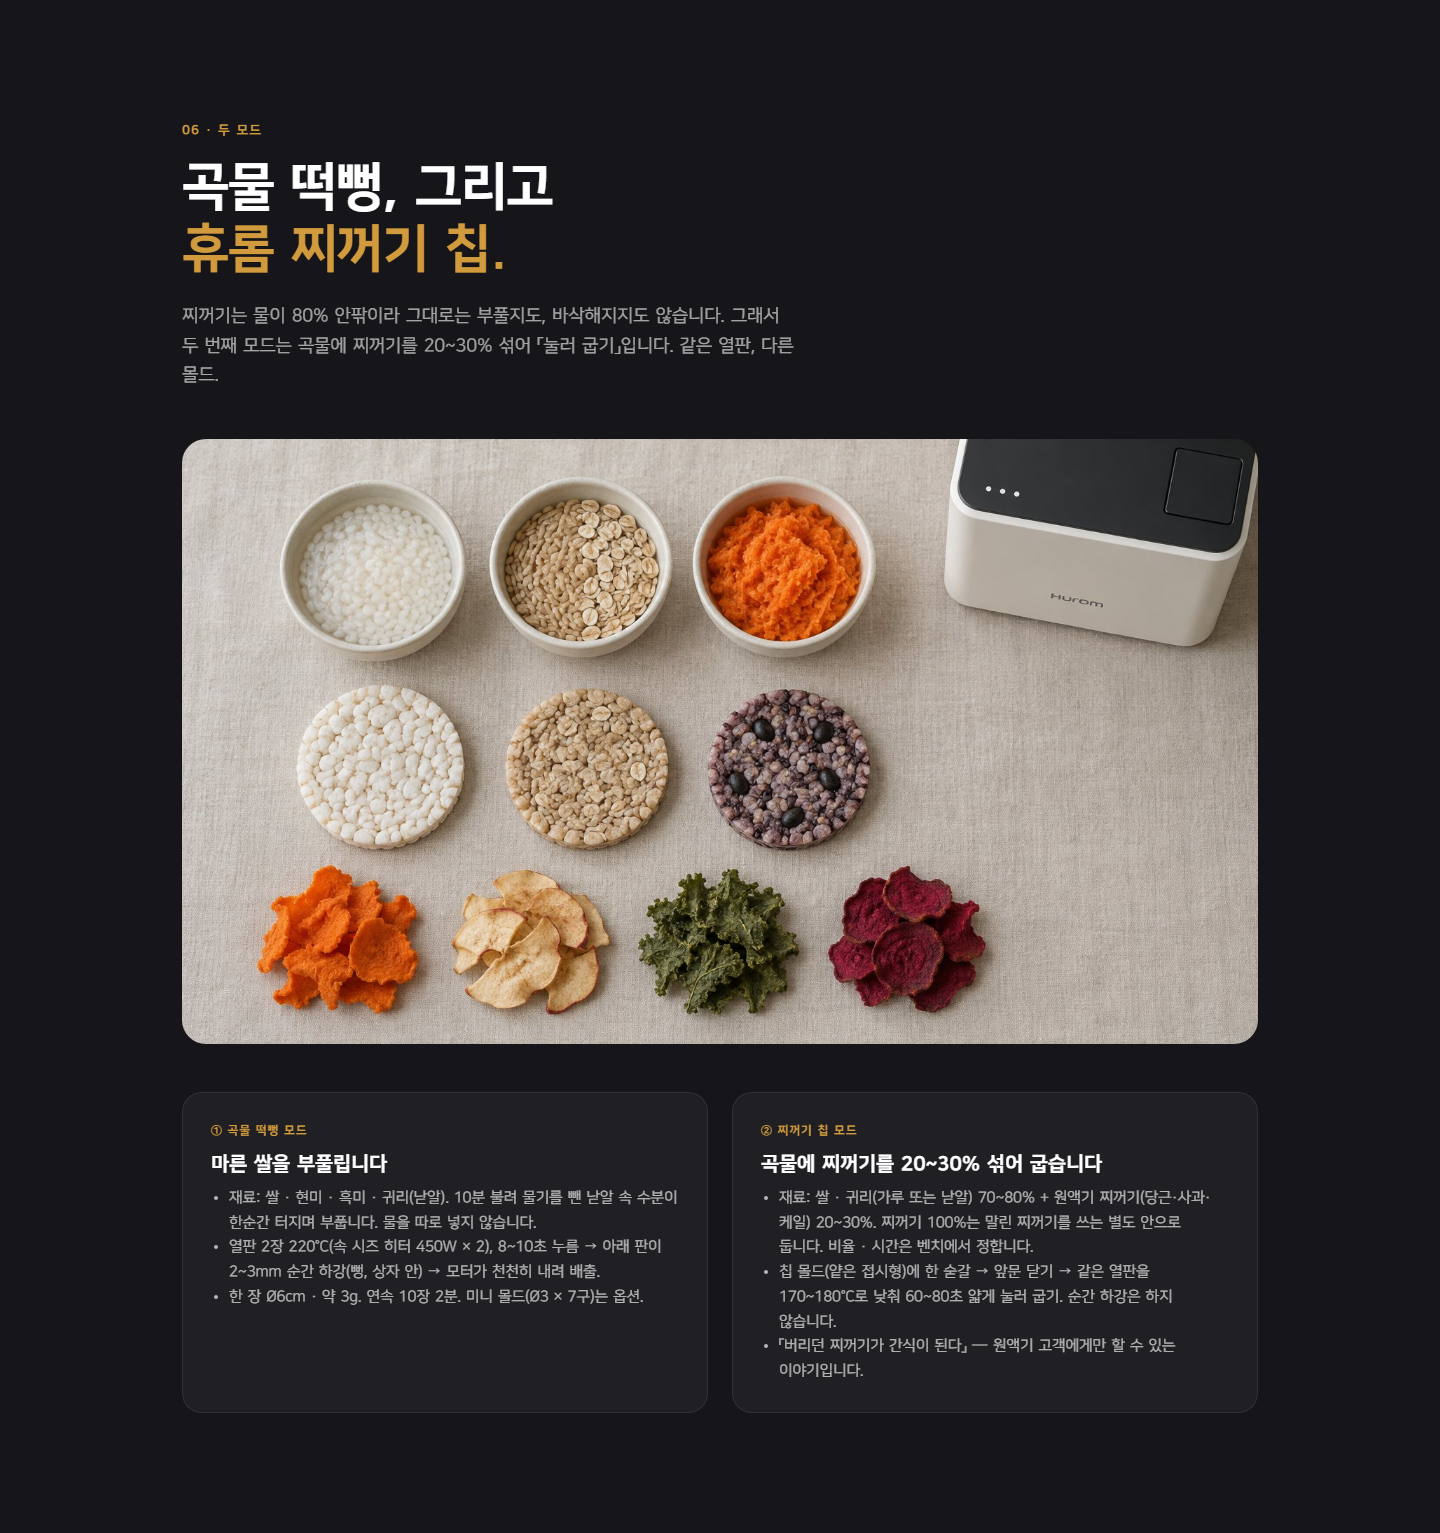 06 · 두 모드
곡물 떡뻥, 그리고
휴롬 찌꺼기 칩.
찌꺼기는 물이 80% 안팎이라 그대로는 부풀지도, 바삭해지지도 않습니다. 그래서
두 번째 모드는 곡물에 찌꺼기를 20~30% 섞어 「눌러 굽기」입니다. 같은 열판, 다른
몰드.
Hurom
① 곡물 떡뻥 모드
마른 쌀을 부풀립니다
• 재료: 쌀 · 현미 · 흑미 · 귀리(낟알). 10분 불려 물기를 뺀 낟알 속 수분이
한순간 터지며 부풉니다. 물을 따로 넣지 않습니다.
• 열판 2장 220℃(속 시즈 히터 450W × 2), 8~10초 누름 → 아래 판이
2~3mm 순간 하강(뻥, 상자 안) → 모터가 천천히 내려 배출.
• 한 장 Ø6cm · 약 3g. 연속 10장 2분. 미니 몰드(Ø3 × 7구)는 옵션.
② 찌꺼기 칩 모드
곡물에 찌꺼기를 20~30% 섞어 굽습니다
• 재료: 쌀 · 귀리(가루 또는 낟알) 70~80% + 원액기 찌꺼기(당근·사과·
케일) 20~30%. 찌꺼기 100%는 말린 찌꺼기를 쓰는 별도 안으로
둡니다. 비율 · 시간은 벤치에서 정합니다.
• 칩 몰드(얕은 접시형)에 한 숟갈 → 앞문 닫기 → 같은 열판을
170~180℃로 낮춰 60~80초 얇게 눌러 굽기. 순간 하강은 하지
않습니다.
• 「버리던 찌꺼기가 간식이 된다」 — 원액기 고객에게만 할 수 있는
이야기입니다.